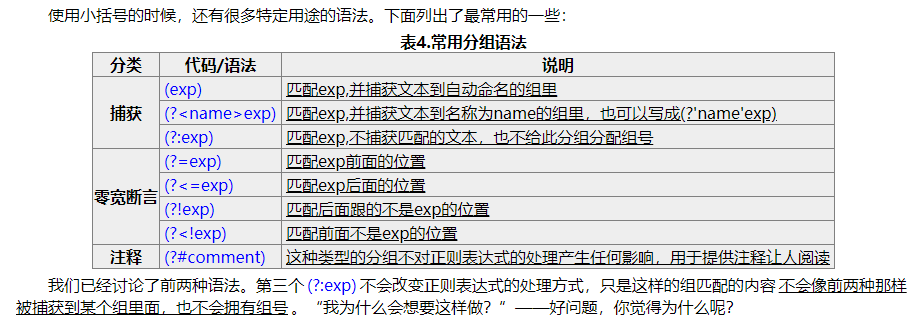 使用小括号的时候，还有很多特定用途的语法。下面列出了最常用的一些：
表4.常用分组语法
分类 代码/语法 说明
捕获 (exp) 匹配exp,并捕获文本到自动命名的组里
(?<name>exp) 匹配exp,并捕获文本到名称为name的组里，也可以写成(?'name'exp)
(?:exp) 匹配exp,不捕获匹配的文本，也不给此分组分配组号
零宽断言 (?=exp) 匹配exp前面的位置
(?<=exp) 匹配exp后面的位置
(?!exp) 匹配后面跟的不是exp的位置
(?<!exp) 匹配前面不是exp的位置
注释 (?#comment) 这种类型的分组不对正则表达式的处理产生任何影响，用于提供注释让人阅读
我们已经讨论了前两种语法。第三个 (?:exp) 不会改变正则表达式的处理方式，只是这样的组匹配的内容 不会像前两种那样
被捕获到某个组里面，也不会拥有组号 。“我为什么会想要这样做？”——好问题，你觉得为什么呢？